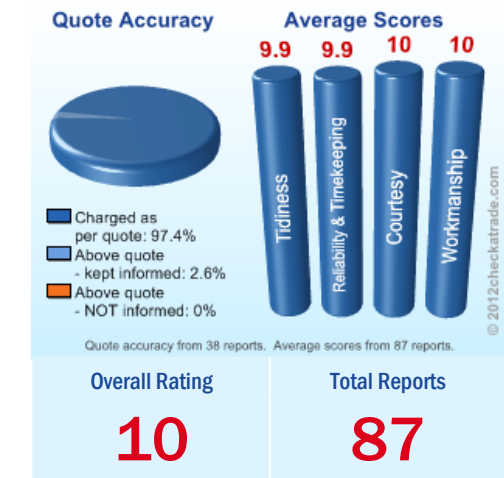 Quote Accuracy
Average Scores
9.9
9.9
10
10
Tidiness
Reliability & Timekeeping
Courtesy
Workmanship
Charged as
per quote: 97.4%
Above quote
- kept informed: 2.6%
Above quote
- NOT informed: 0%
© 2012checkatrade.com
Quote accuracy from 38 reports. Average scores from 87 reports.
Overall Rating
10
Total Reports
87